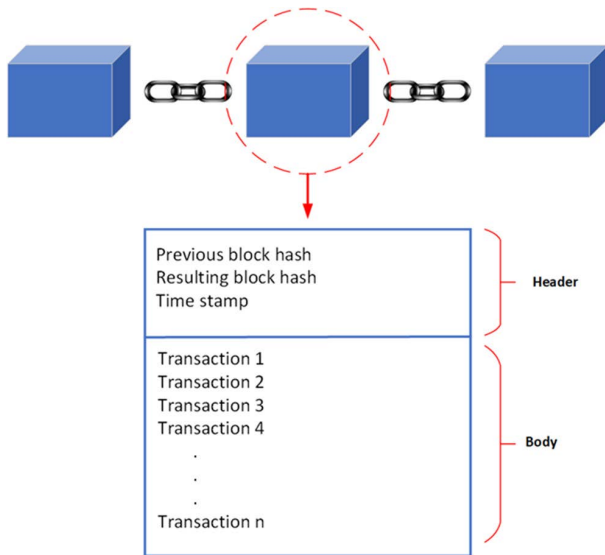 Previous block hash
Resulting block hash
Time stamp
Header
Transaction 1
Transaction 2
Transaction 3
Transaction 4
.
.
.
Transaction n
Body